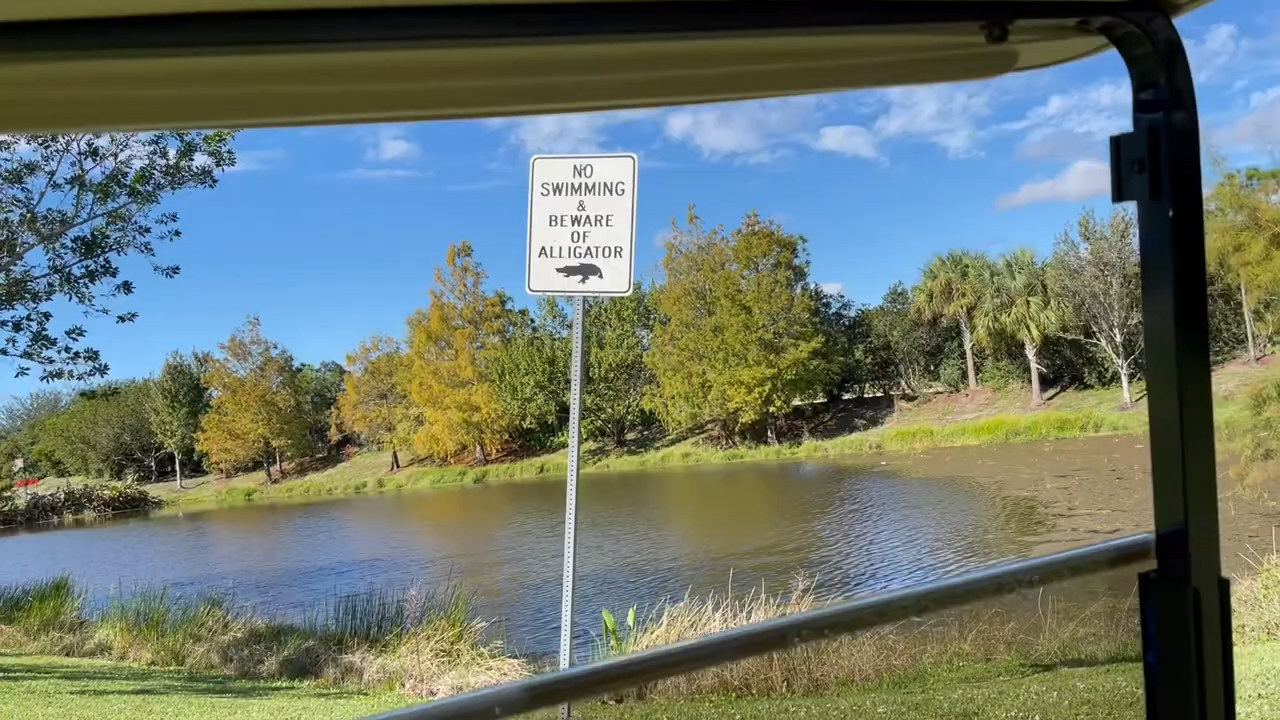 NO
SWIMMING
&
BEWARE
OF
ALLIGATOR